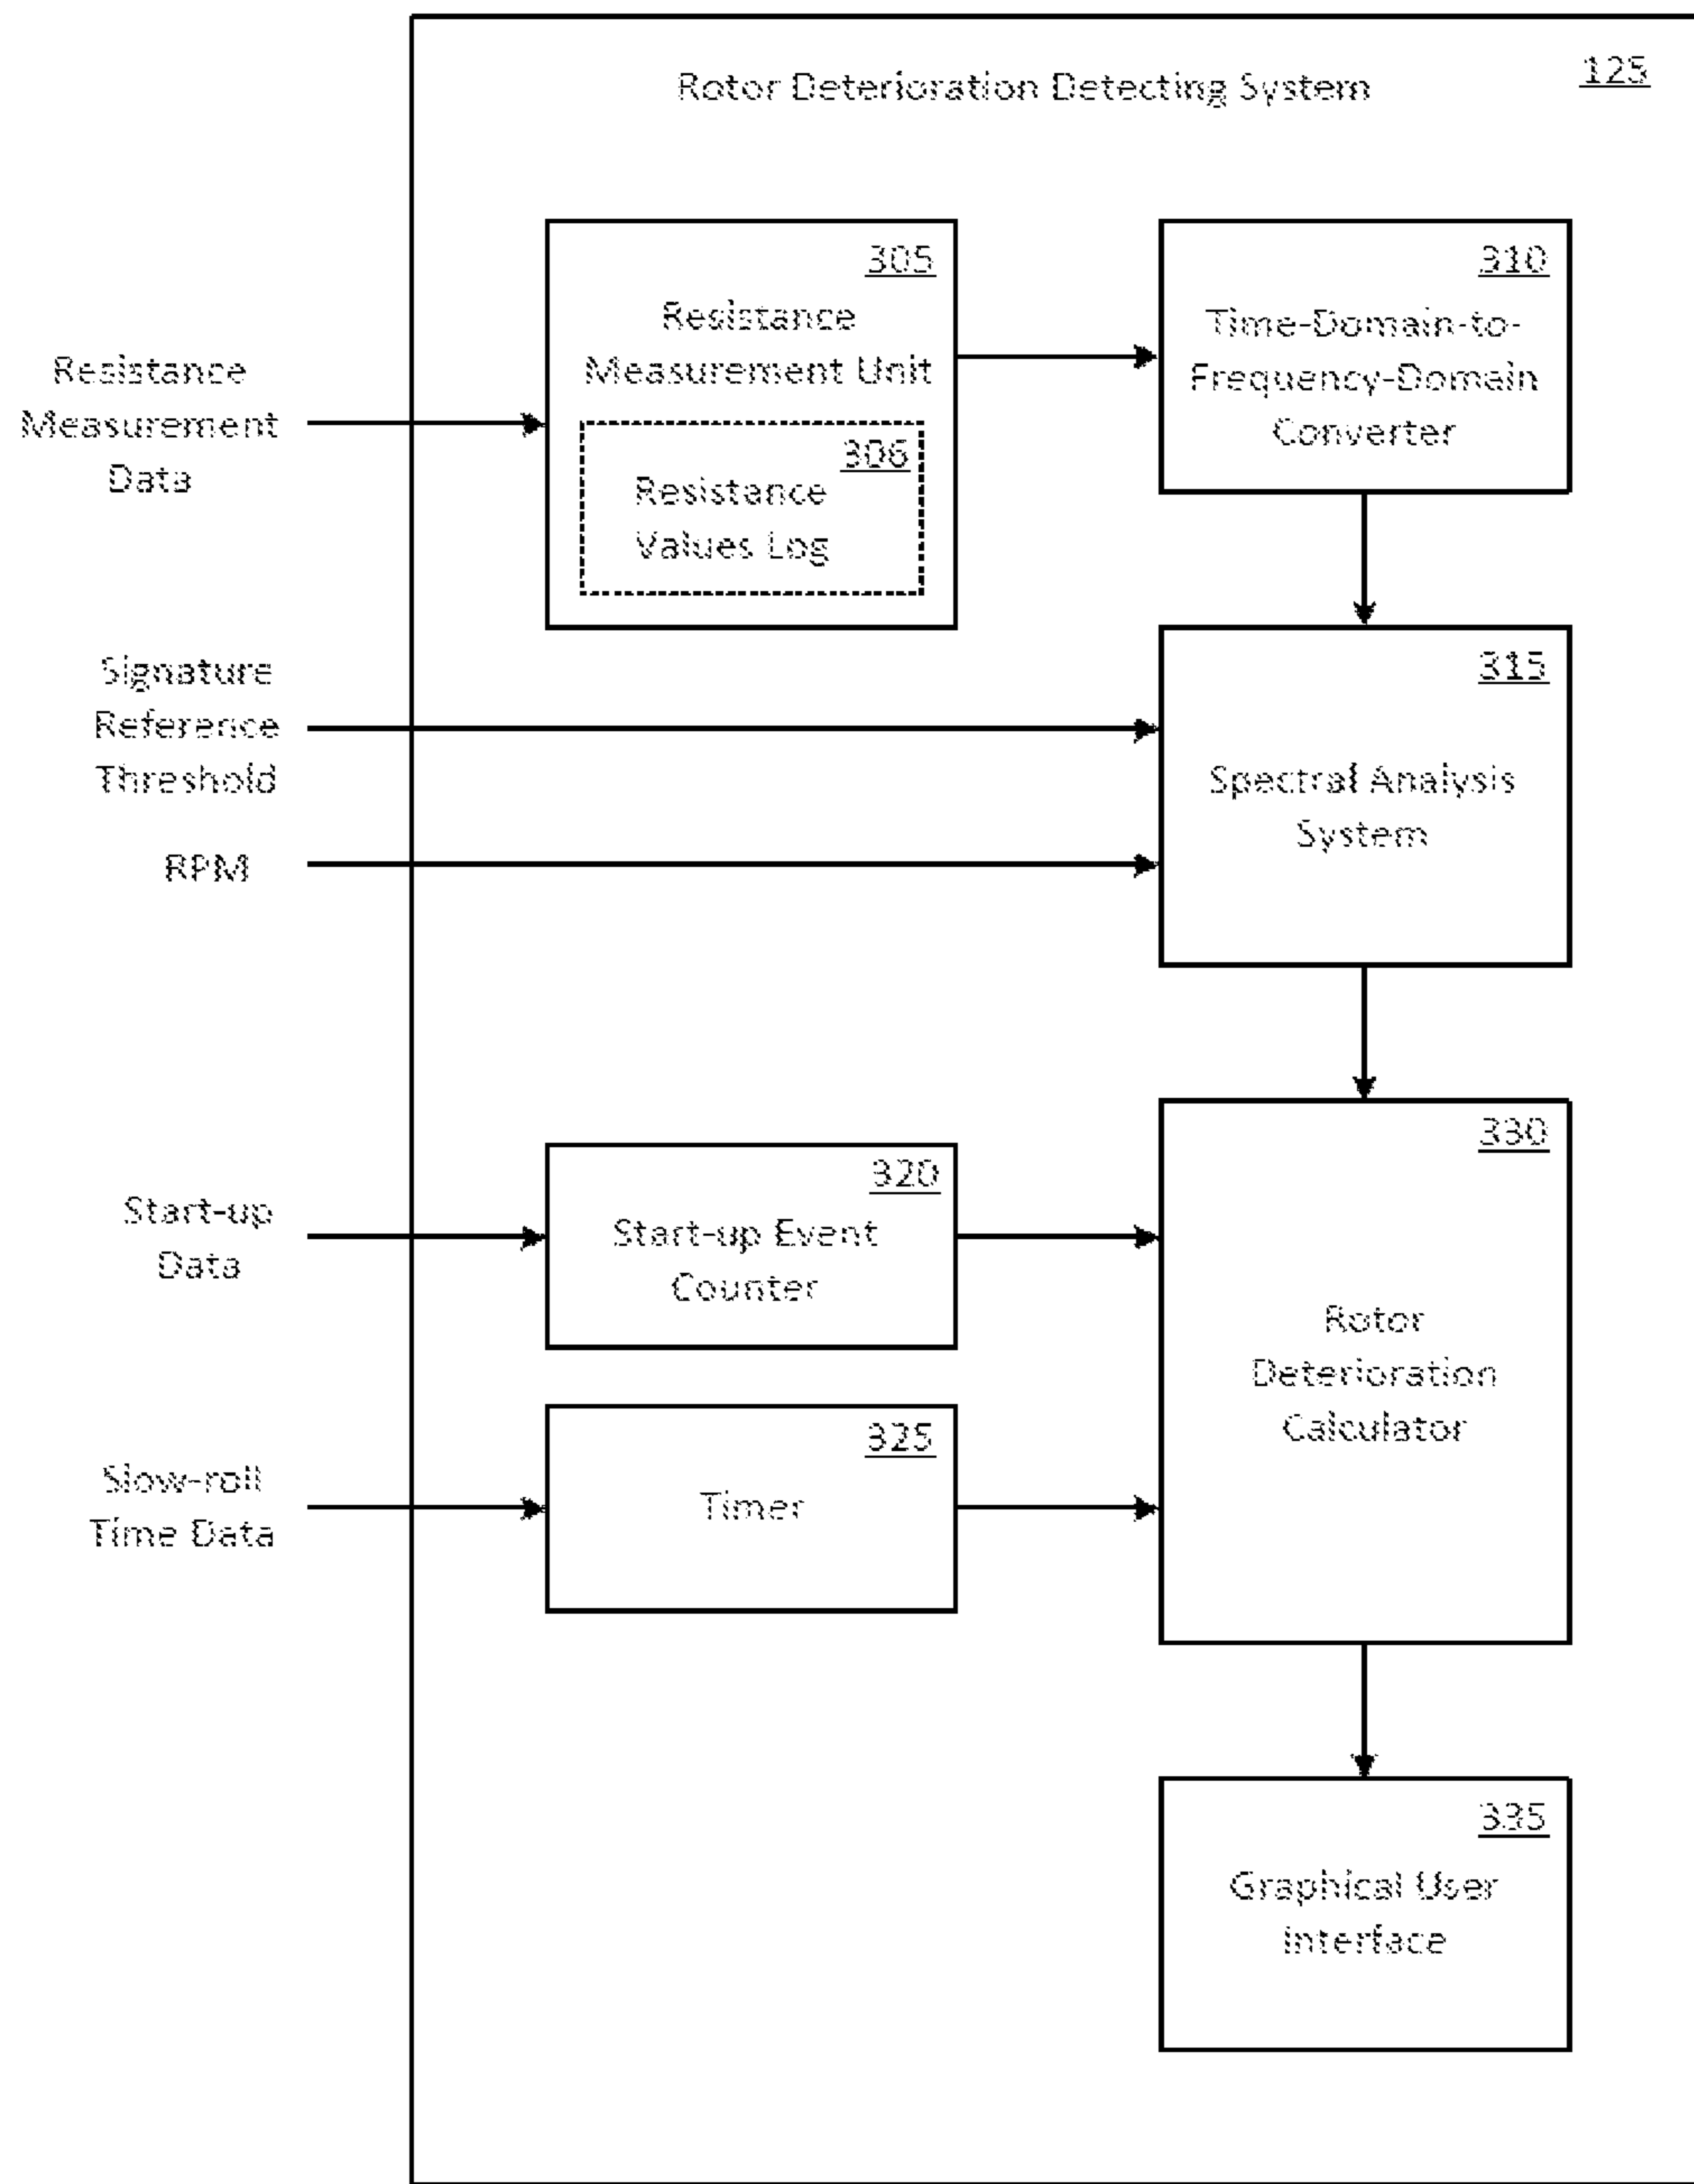 Rotor Deterioration Detecting System
125
Resistance
Measurement
Data
305
Resistance
Measurement Unit
306
Resistance
Values Log
310
Time-Domain-to-
Frequency-Domain
Converter
Signature
Reference
Threshold
RPM
315
Spectral Analysis
System
Start-up
Data
320
Start-up Event
Counter
Slow-roll
Time Data
325
Timer
330
Rotor
Deterioration
Calculator
335
Graphical User
Interface